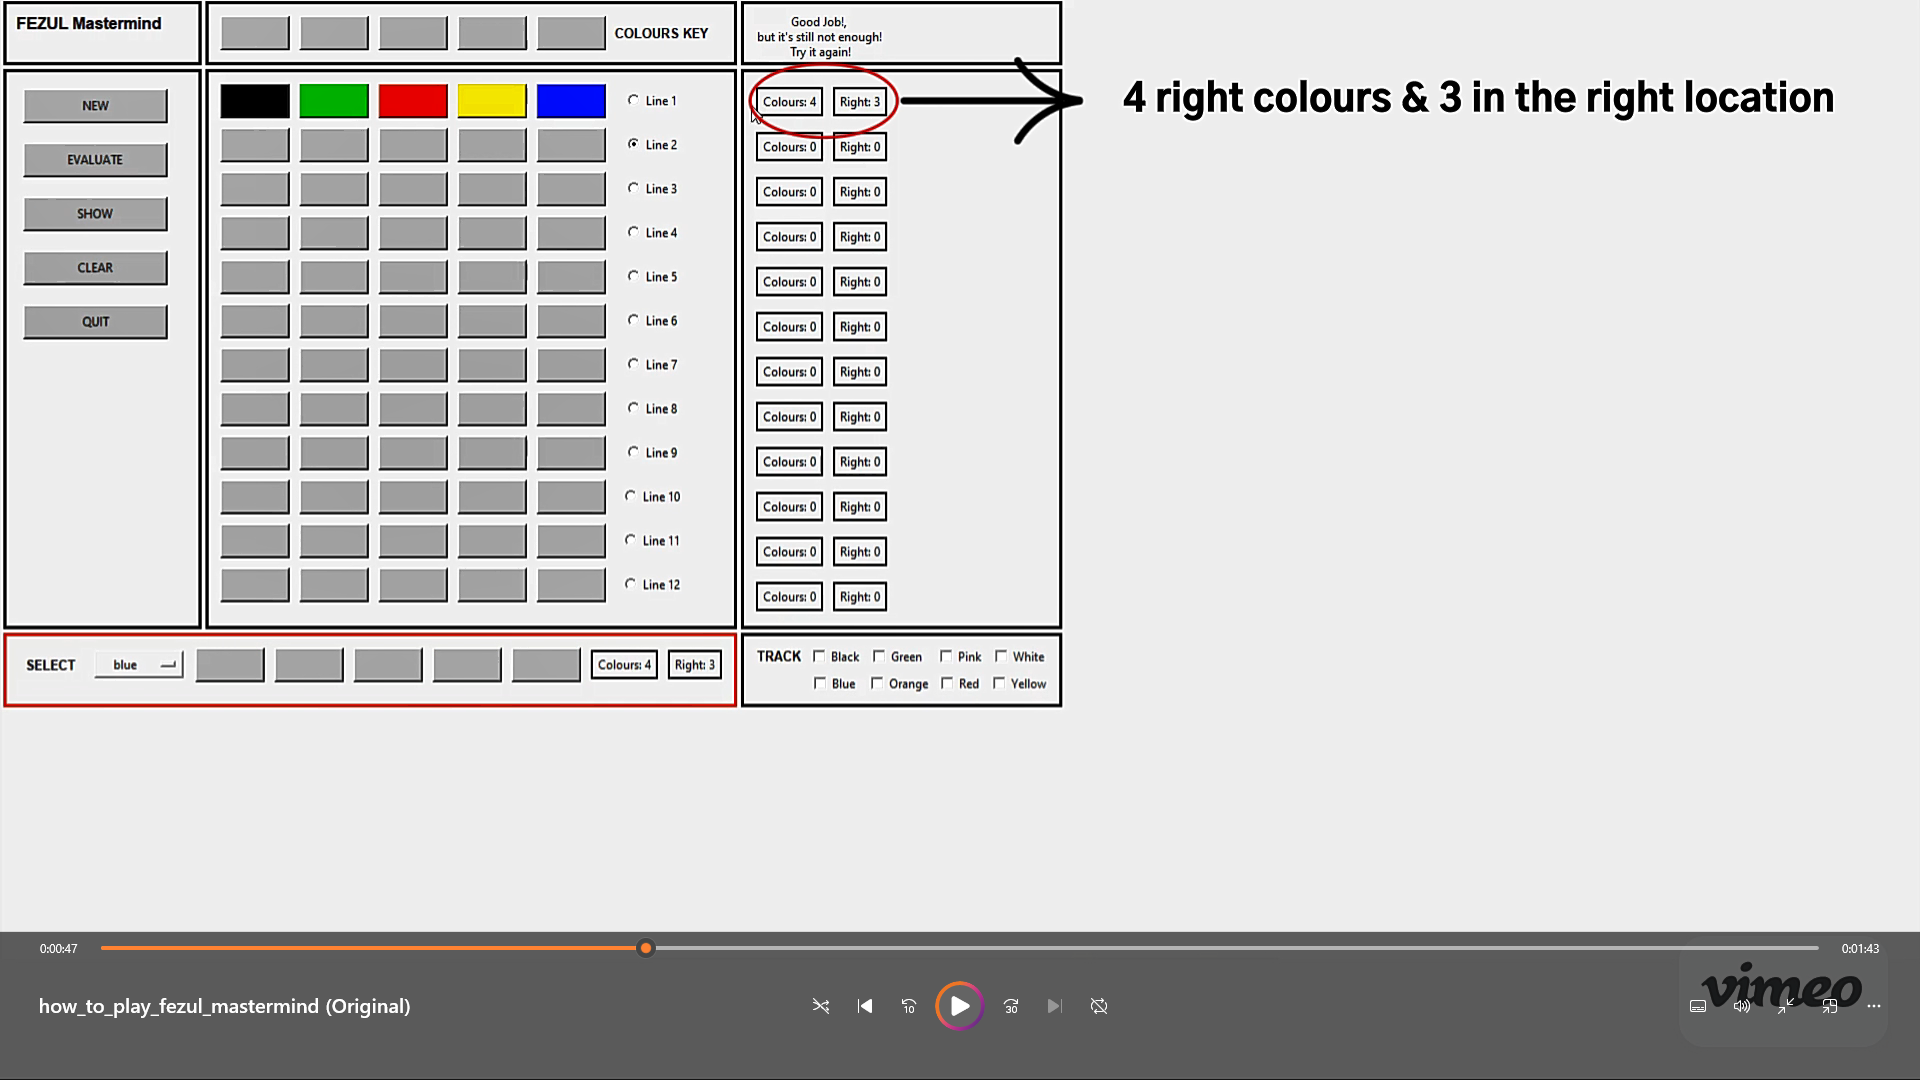 FEZUL Mastermind
COLOURS KEY
Good Job!,
but it's still not enough!
Try it again!
NEW
EVALUATE
SHOW
CLEAR
QUIT
Line 1
Line 2
Line 3
Line 4
Line 5
Line 6
Line 7
Line 8
Line 9
Line 10
Line 11
Line 12
Colours: 4 Right: 3
Colours: 0 Right: 0
Colours: 0 Right: 0
Colours: 0 Right: 0
Colours: 0 Right: 0
Colours: 0 Right: 0
Colours: 0 Right: 0
Colours: 0 Right: 0
Colours: 0 Right: 0
Colours: 0 Right: 0
Colours: 0 Right: 0
Colours: 0 Right: 0
4 right colours & 3 in the right location
SELECT blue Colours: 4 Right: 3
TRACK Black Green Pink White
Blue Orange Red Yellow
0:00:47 0:01:43
how_to_play_fezul_mastermind (Original)
10
30
vimeo